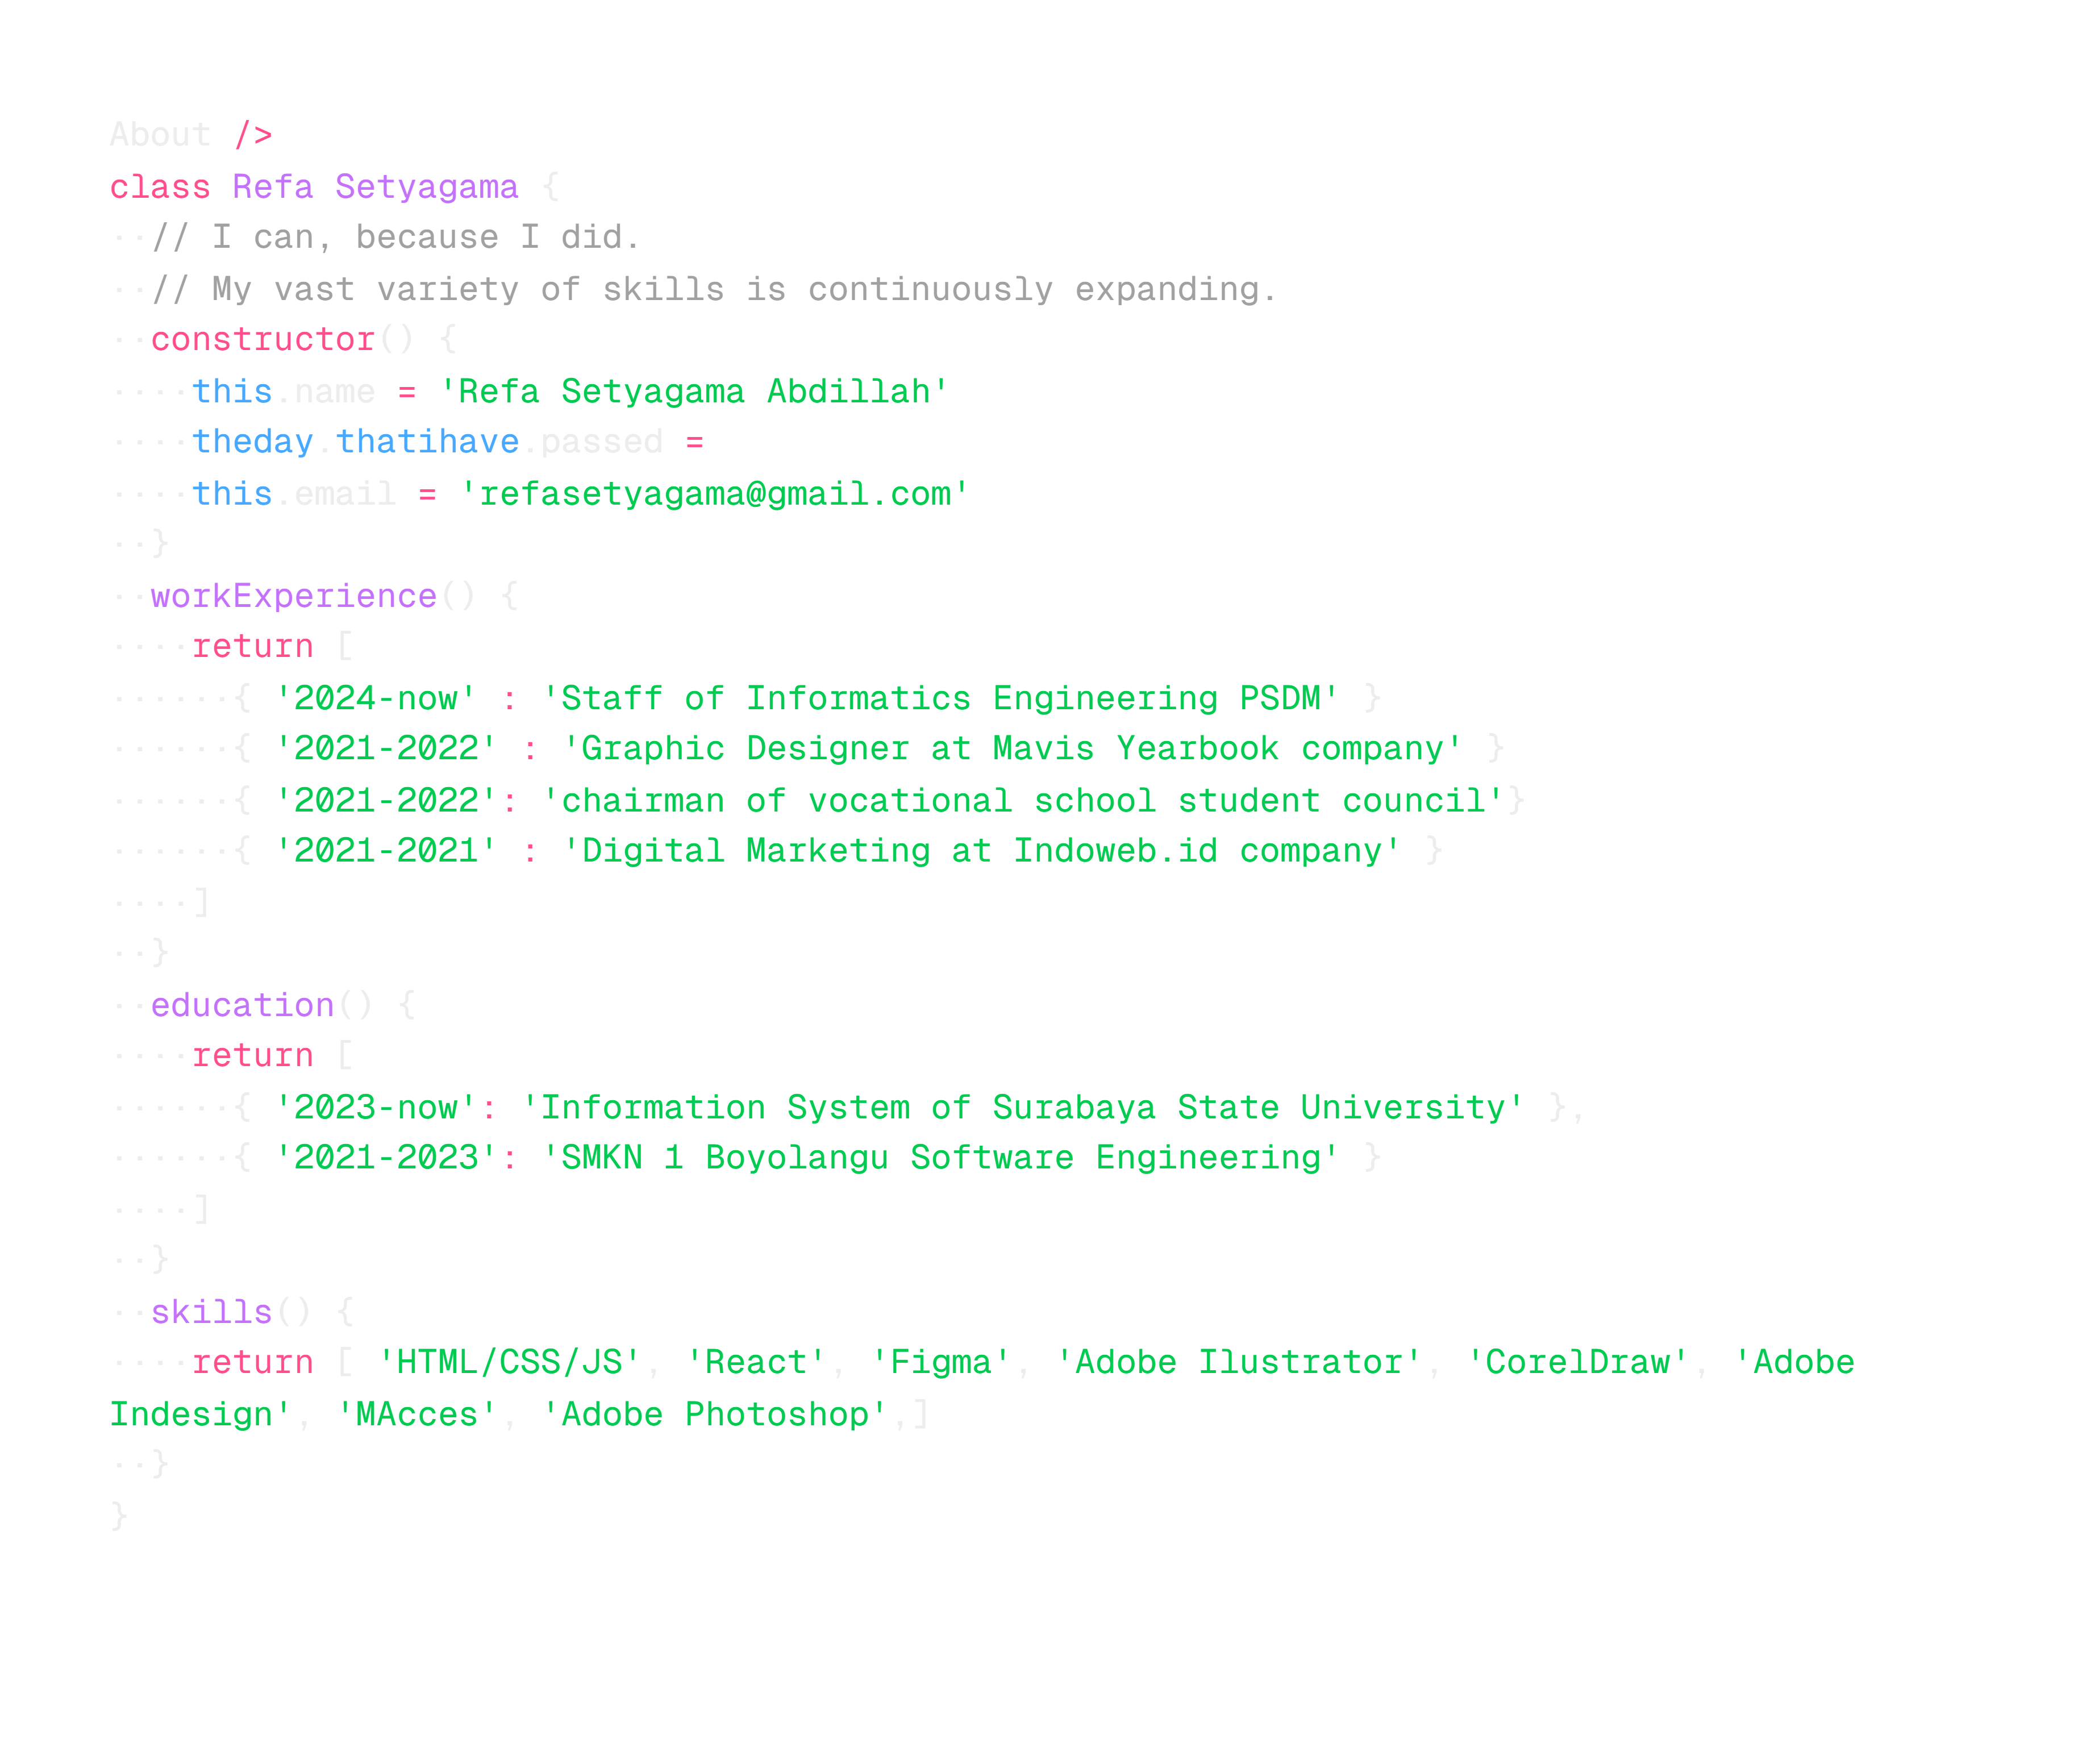 About />
class Refa Setyagama {
··// I can, because I did.
··// My vast variety of skills is continuously expanding.
··constructor() {
····this.name = 'Refa Setyagama Abdillah'
····theday.thatihave.passed =
····this.email = 'refasetyagama@gmail.com'
··}
··workExperience() {
····return [
······{ '2024-now' : 'Staff of Informatics Engineering PSDM' }
······{ '2021-2022' : 'Graphic Designer at Mavis Yearbook company' }
······{ '2021-2022': 'chairman of vocational school student council'}
······{ '2021-2021' : 'Digital Marketing at Indoweb.id company' }
····]
··}
··education() {
····return [
······{ '2023-now': 'Information System of Surabaya State University' },
······{ '2021-2023': 'SMKN 1 Boyolangu Software Engineering' }
····]
··}
··skills() {
····return [ 'HTML/CSS/JS', 'React', 'Figma', 'Adobe Ilustrator', 'CorelDraw', 'Adobe
Indesign', 'MAcces', 'Adobe Photoshop',]
··}
}